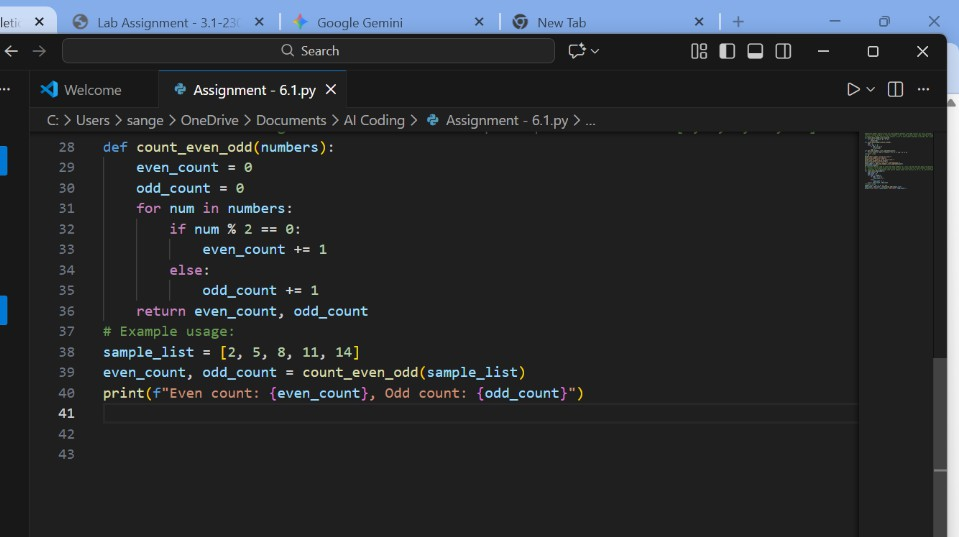 Lab Assignment - 3.1-23
Google Gemini
New Tab
Search
Welcome
Assignment - 6.1.py
C: > Users > sange > OneDrive > Documents > AI Coding > Assignment - 6.1.py > ...
28 def count_even_odd(numbers):
29     even_count = 0
30     odd_count = 0
31     for num in numbers:
32         if num % 2 == 0:
33             even_count += 1
34         else:
35             odd_count += 1
36     return even_count, odd_count
37 # Example usage:
38 sample_list = [2, 5, 8, 11, 14]
39 even_count, odd_count = count_even_odd(sample_list)
40 print(f"Even count: {even_count}, Odd count: {odd_count}")
41
42
43